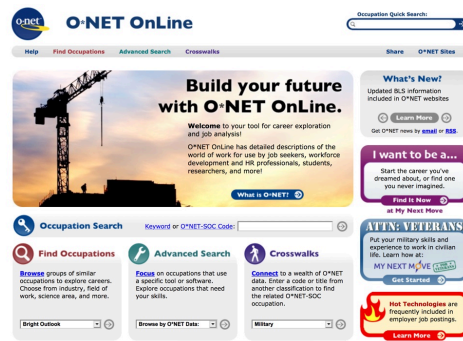 o·net
O*NET OnLine
Occupation Quick Search:
Help
Find Occupations
Advanced Search
Crosswalks
Share
O*NET Sites
Build your future
with O*NET OnLine.
Welcome to your tool for career exploration
and job analysis!
O*NET OnLine has detailed descriptions of the
world of work for use by job seekers, workforce
development and HR professionals, students,
researchers, and more!
What is O*NET?
What's New?
Updated BLS information
included in O*NET websites
Learn More
Get O*NET news by email or RSS.
I want to be a...
Start the career you've
dreamed about, or find one
you never imagined.
Find It Now
at My Next Move
Occupation Search
Keyword or O*NET-SOC Code:
Find Occupations
Browse groups of similar
occupations to explore careers.
Choose from industry, field of
work, science area, and more.
Bright Outlook
Advanced Search
Focus on occupations that use
a specific tool or software.
Explore occupations that need
your skills.
Browse by O*NET Data:
Crosswalks
Connect to a wealth of O*NET
data. Enter a code or title from
another classification to find
the related O*NET-SOC
occupation.
Military
ATTN: VETERANS
Put your military skills and
experience to work in civilian
life. Learn how at:
MY NEXT MOVE
Get Started
Hot Technologies are
frequently included in
employer job postings.
Learn More